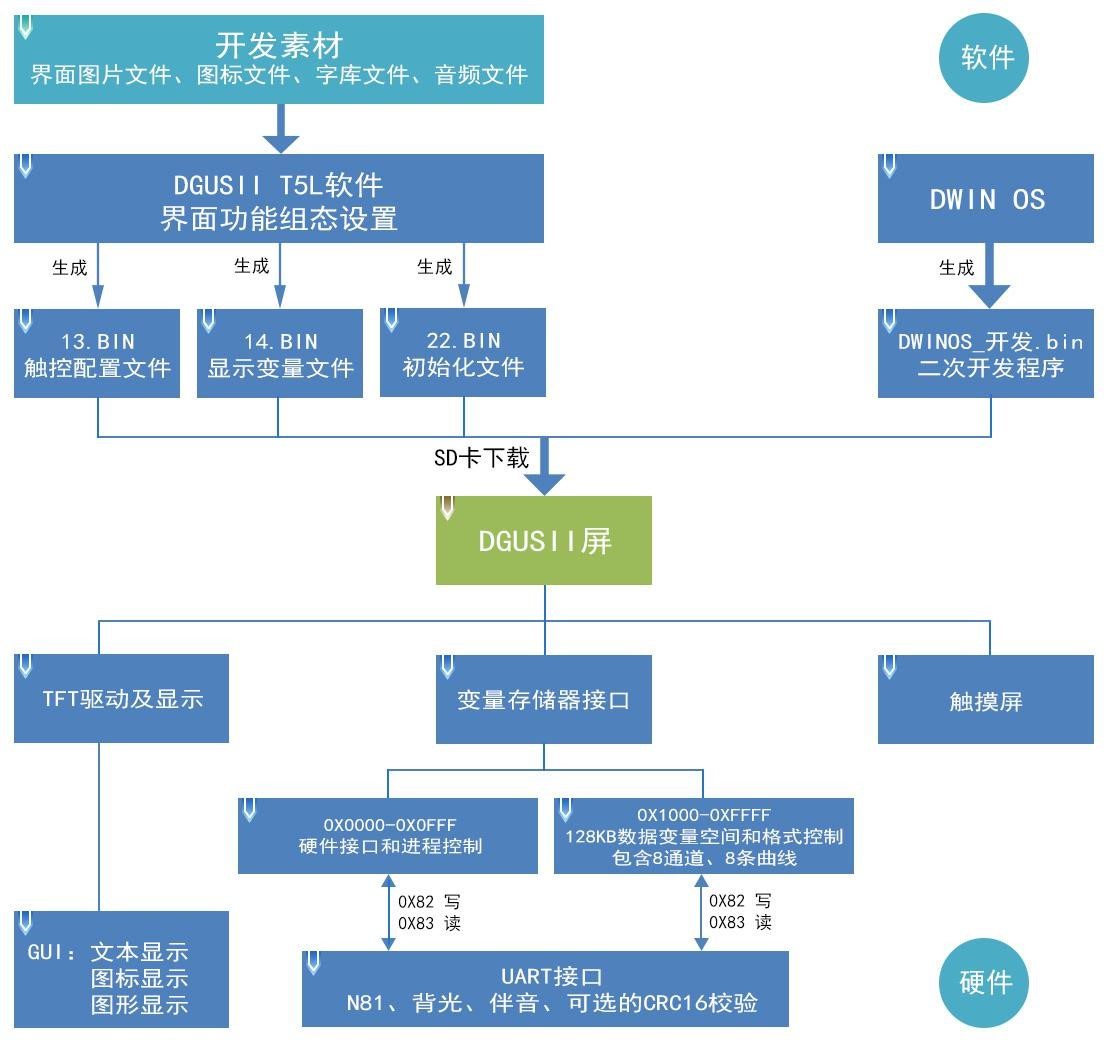 开发素材
界面图片文件、图标文件、字库文件、音频文件
软件
DGUSII T5L软件
界面功能组态设置
DWIN OS
生成
生成
生成
生成
13.BIN
触控配置文件
14.BIN
显示变量文件
22.BIN
初始化文件
DWINOS_开发.bin
二次开发程序
SD卡下载
DGUSII屏
TFT驱动及显示
变量存储器接口
触摸屏
0X0000-0X0FFF
硬件接口和进程控制
0X1000-0XFFFF
128KB数据变量空间和格式控制
包含8通道、8条曲线
0X82 写
0X83 读
0X82 写
0X83 读
GUI：文本显示
图标显示
图形显示
UART接口
N81、背光、伴音、可选的CRC16校验
硬件